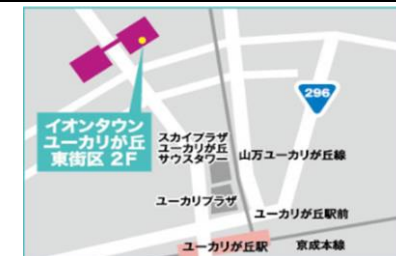 296
イオンタウン
ユーカリが丘
東街区 2F
スカイプラザ
ユーカリが丘
サウスタワー
山万ユーカリが丘線
ユーカリプラザ
ユーカリが丘駅前
ユーカリが丘駅
京成本線